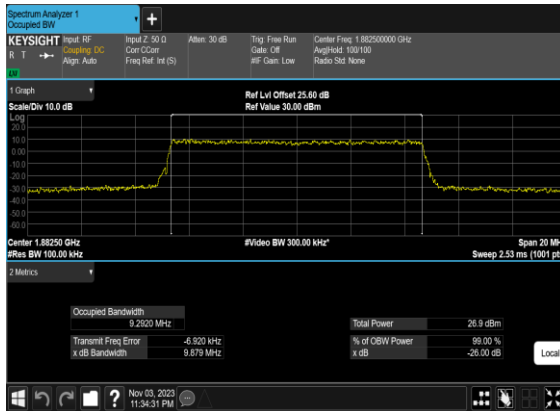 Spectrum Analyzer 1
Occupied BW
+
KEYSIGHT Input: RF Input Z: 50 Ω Atten: 30 dB Trig: Free Run Center Freq: 1.882500000 GHz
R T Coupling: DC Corr CCorr Gate: Off Avg|Hold: 100/100
Align: Auto Freq Ref: Int (S) #IF Gain: Low Radio Std: None
LXI
1 Graph
Ref Lvl Offset 25.60 dB
Scale/Div 10.0 dB Ref Value 30.00 dBm
Log
20.0
10.0
0.00
-10.0
-20.0
-30.0
-40.0
-50.0
-60.0
Center 1.88250 GHz #Video BW 300.00 kHz* Span 20 MH
#Res BW 100.00 kHz Sweep 2.53 ms (1001 pt
2 Metrics
Occupied Bandwidth
9.2920 MHz Total Power 26.9 dBm
Transmit Freq Error -6.920 kHz % of OBW Power 99.00 %
x dB Bandwidth 9.879 MHz x dB -26.00 dB
Local
? Nov 03, 2023
11:34:31 PM